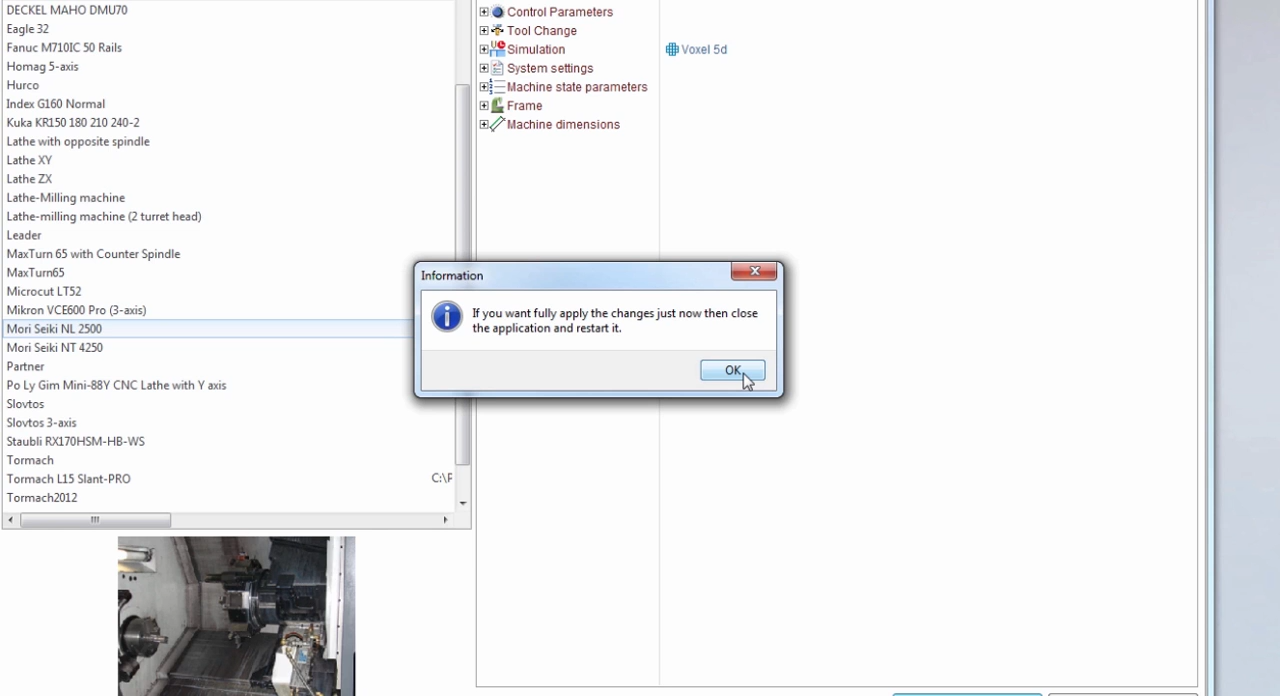 DECKEL MAHO DMU70
Eagle 32
Fanuc M710IC 50 Rails
Homag 5-axis
Hurco
Index G160 Normal
Kuka KR150 180 210 240-2
Lathe with opposite spindle
Lathe XY
Lathe ZX
Lathe-Milling machine
Lathe-milling machine (2 turret head)
Leader
MaxTurn 65 with Counter Spindle
MaxTurn65
Microcut LT52
Mikron VCE600 Pro (3-axis)
Mori Seiki NL 2500
Mori Seiki NT 4250
Partner
Po Ly Gim Mini-88Y CNC Lathe with Y axis
Slovtos
Slovtos 3-axis
Staubli RX170HSM-HB-WS
Tormach
Tormach L15 Slant-PRO C:\P
Tormach2012
Control Parameters
Tool Change
Simulation Voxel 5d
System settings
Machine state parameters
Frame
Machine dimensions
Information
If you want fully apply the changes just now then close
the application and restart it.
OK